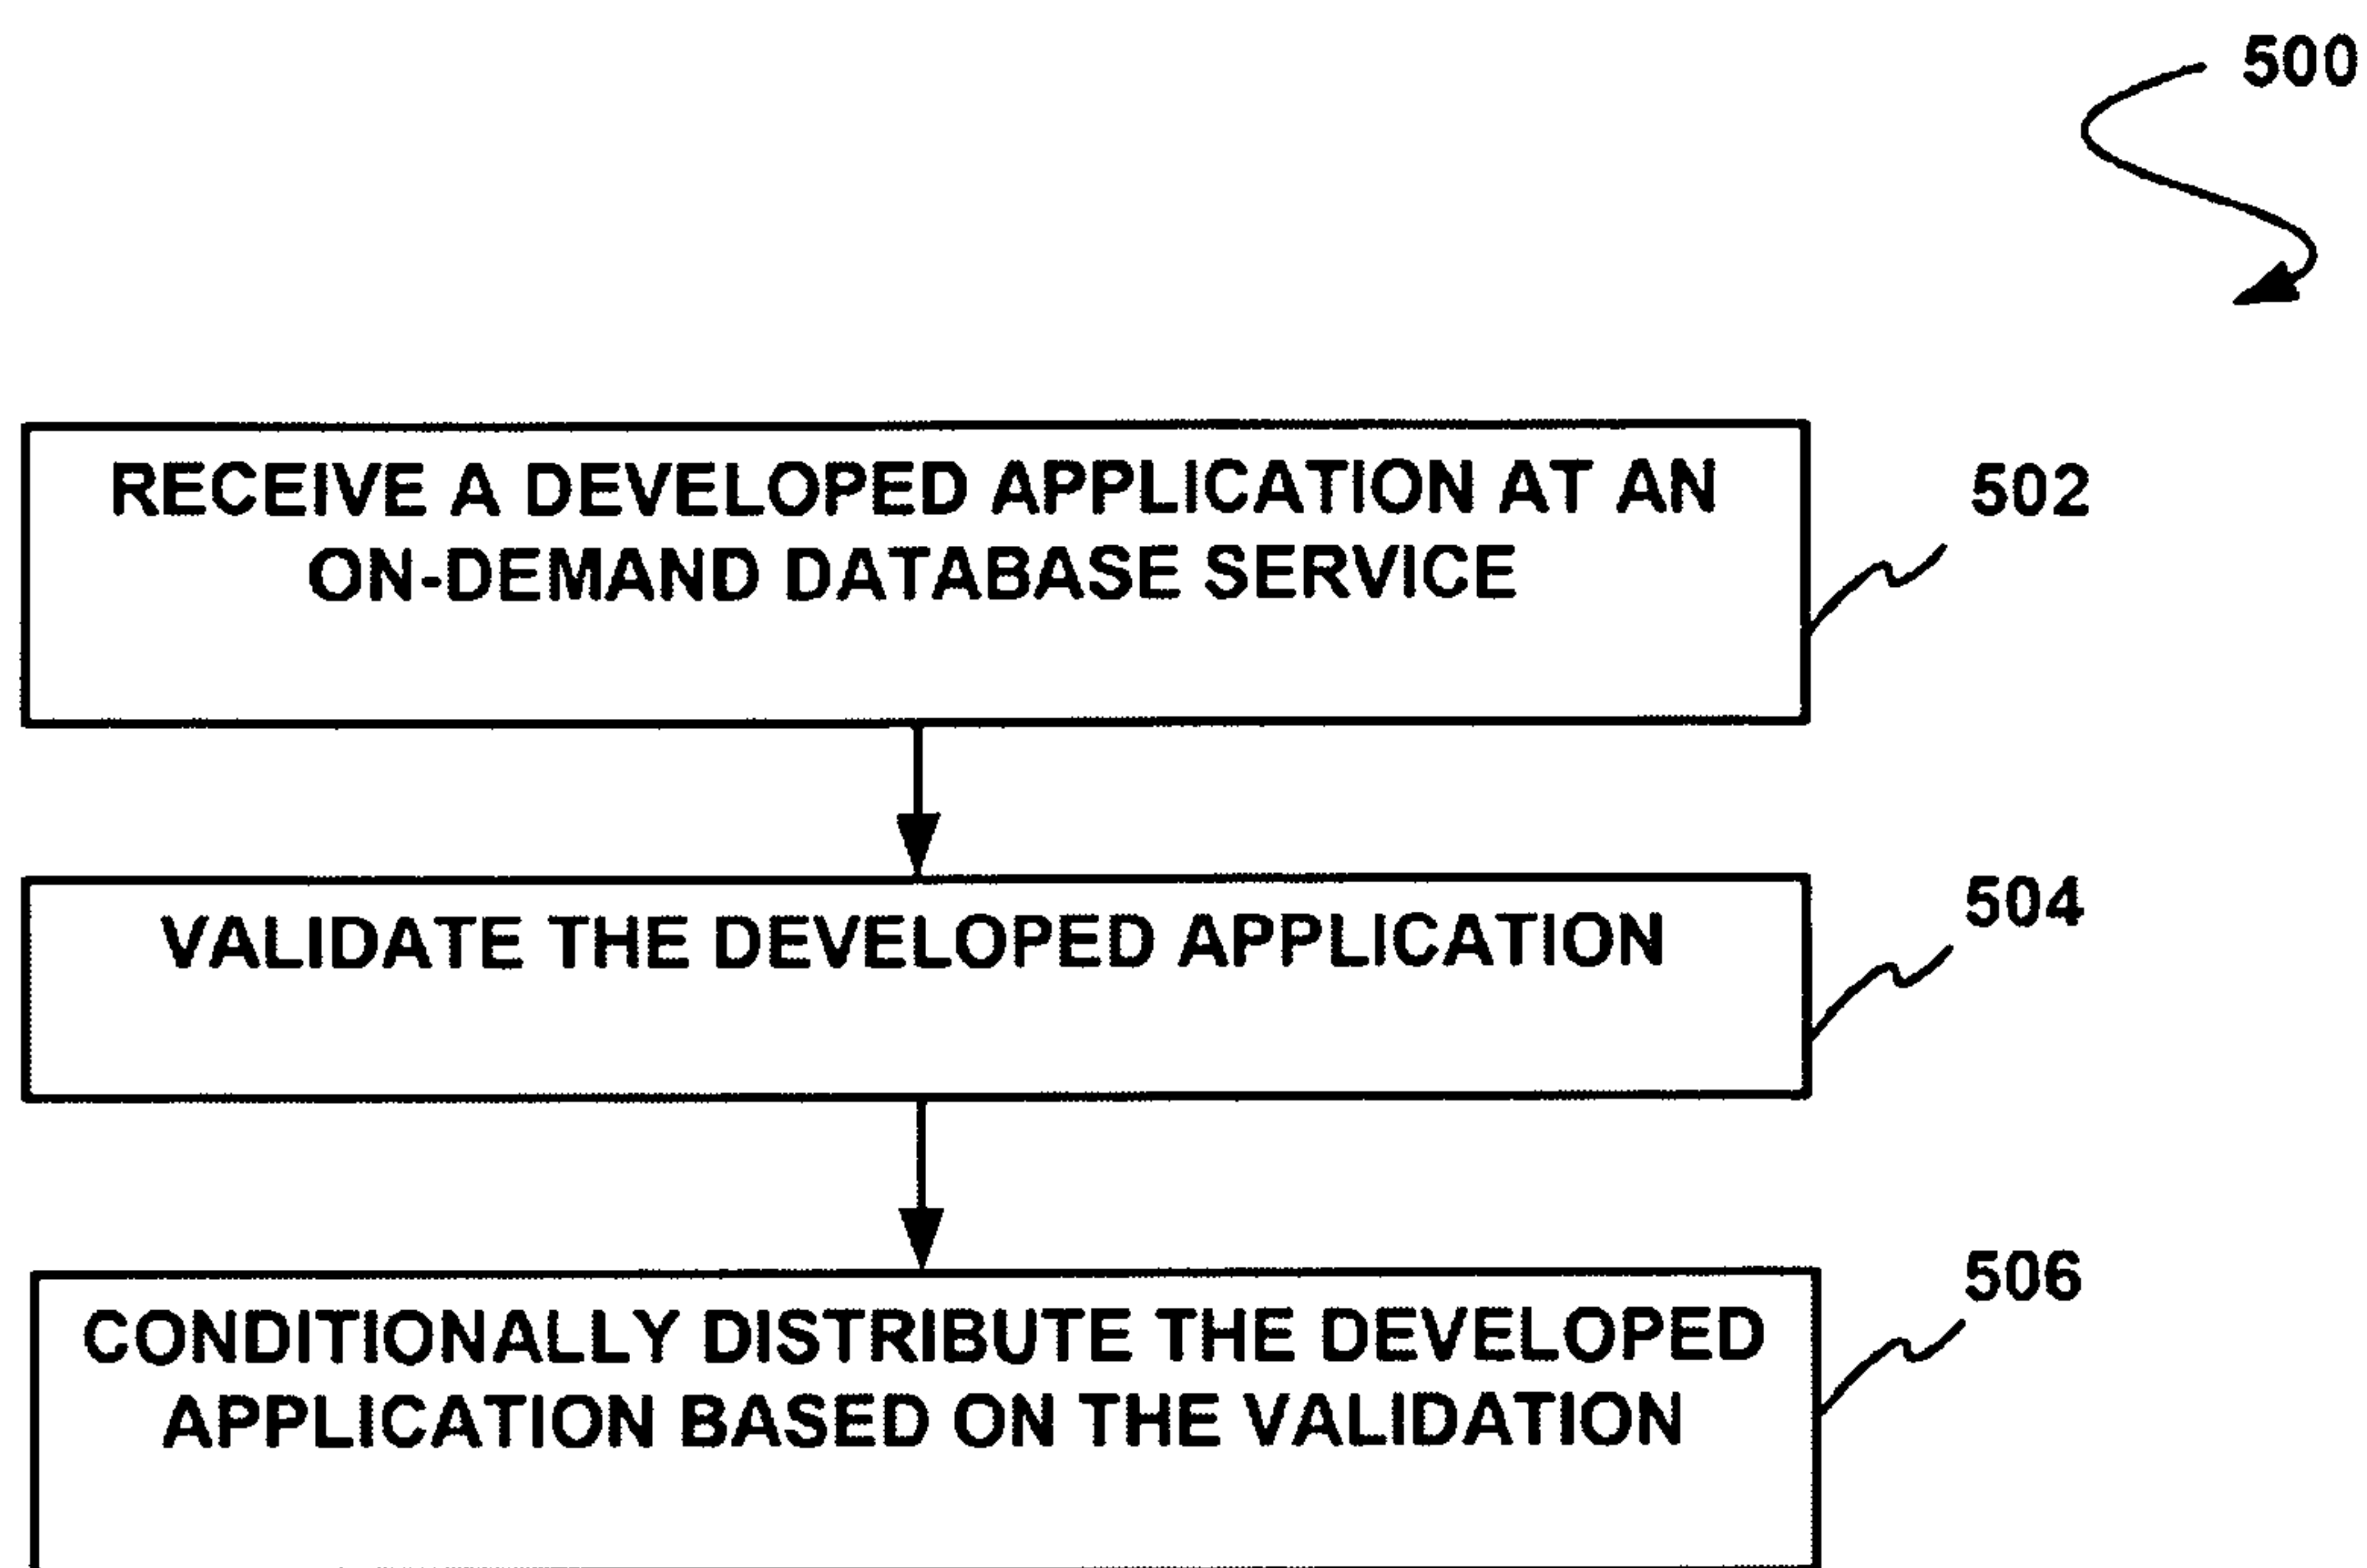 500
RECEIVE A DEVELOPED APPLICATION AT AN
ON-DEMAND DATABASE SERVICE
502
VALIDATE THE DEVELOPED APPLICATION
504
CONDITIONALLY DISTRIBUTE THE DEVELOPED
APPLICATION BASED ON THE VALIDATION
506